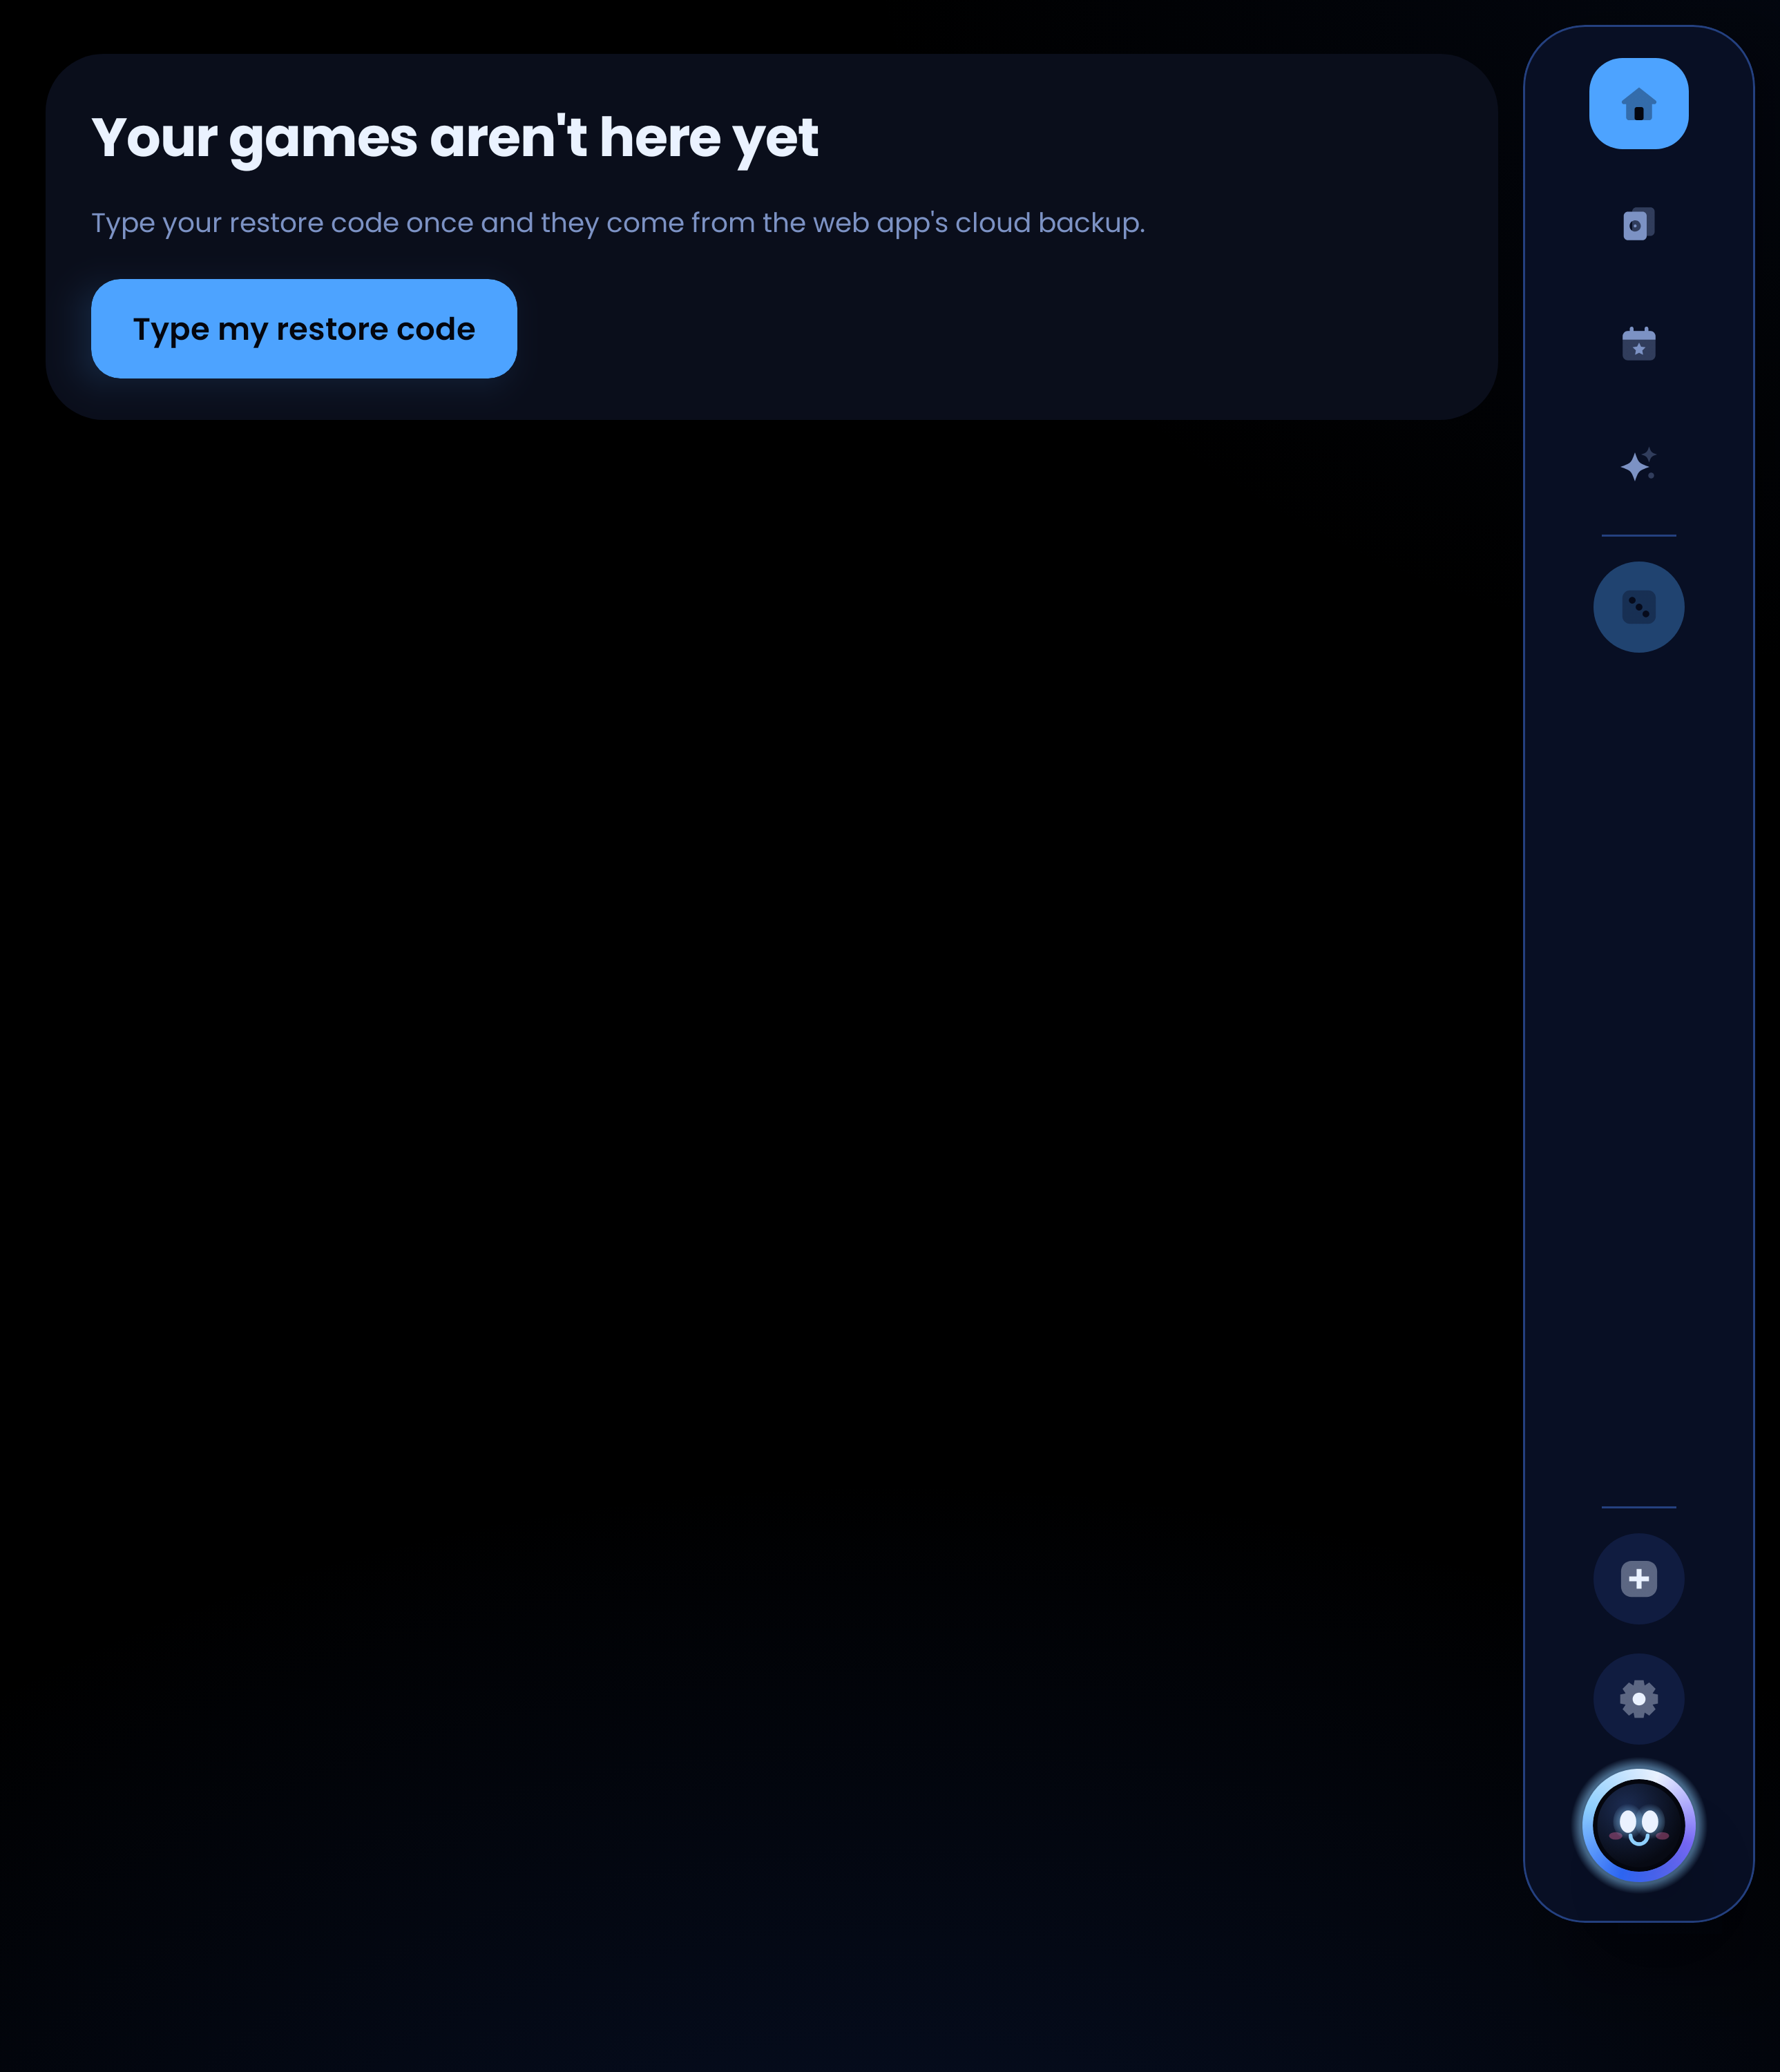 Your games aren't here yet
Type your restore code once and they come from the web app's cloud backup.
Type my restore code